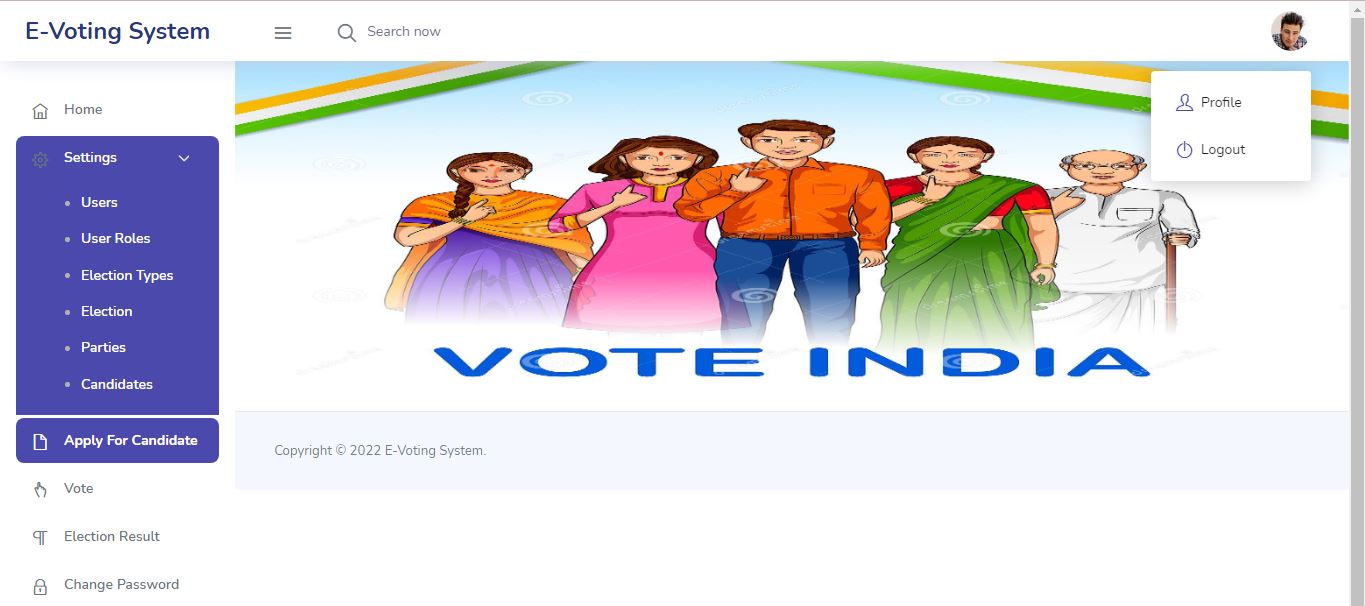 E-Voting System
Search now
Home
Settings
Users
User Roles
Election Types
Election
Parties
Candidates
Apply For Candidate
Vote
Election Result
Change Password
Profile
Logout
VOTE INDIA
Copyright © 2022 E-Voting System.